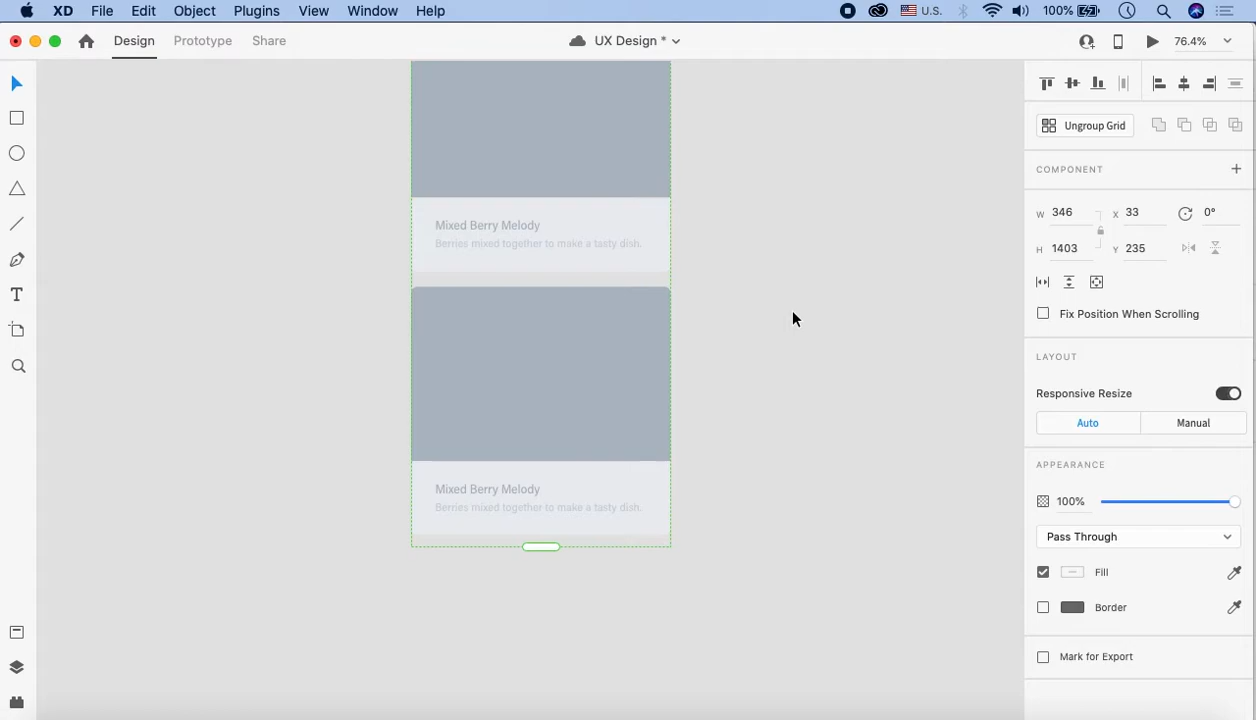 XD File Edit Object Plugins View Window Help U.S. 100%
Design Prototype Share UX Design * 76.4%
Ungroup Grid
COMPONENT
W 346 X 33 0°
H 1403 Y 235
Fix Position When Scrolling
LAYOUT
Responsive Resize
Auto Manual
APPEARANCE
100%
Pass Through
Fill
Border
Mark for Export
Mixed Berry Melody
Berries mixed together to make a tasty dish.
Mixed Berry Melody
Berries mixed together to make a tasty dish.